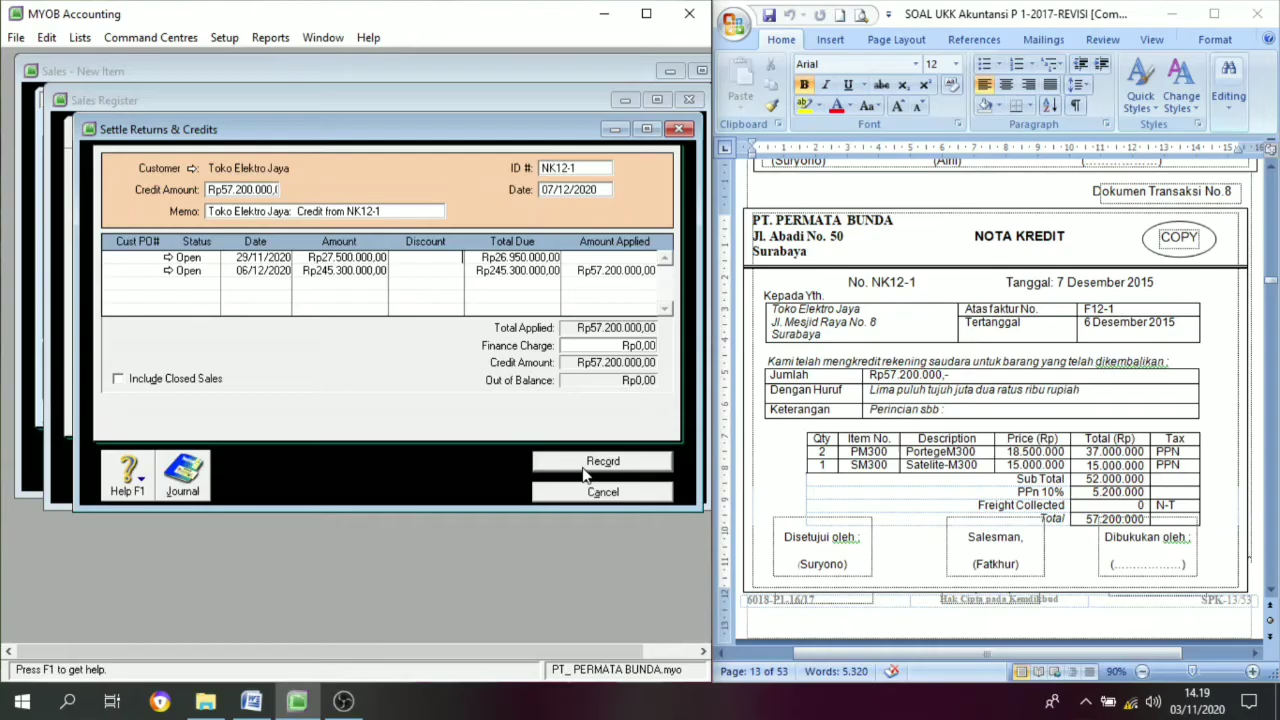 MYOB Accounting
File Edit Lists Command Centres Setup Reports Window Help
Sales - New Item
Sales Register
Settle Returns & Credits
Customer Toko Elektro Jaya
ID #: NK12-1
Credit Amount: Rp57.200.000,
Date: 07/12/2020
Memo: Toko Elektro Jaya: Credit from NK12-1
Cust PO# Status Date Amount Discount Total Due Amount Applied
Open 29/11/2020 Rp27.500.000,00 Rp26.950.000,00
Open 06/12/2020 Rp245.300.000,00 Rp245.300.000,00 Rp57.200.000,00
Total Applied: Rp57.200.000,00
Finance Charge: Rp0,00
Credit Amount: Rp57.200.000,00
Include Closed Sales
Out of Balance: Rp0,00
Record
Cancel
Help F1 Journal
Press F1 to get help. PT_ PERMATA BUNDA.myo
SOAL UKK Akuntansi P 1-2017-REVISI [Com...
Home Insert Page Layout References Mailings Review View Format
Paste
Arial 12
Quick Styles Change Styles Editing
Clipboard Font Paragraph Styles
(Suryono) (Aini) (......................)
Dokumen Transaksi No.8
PT. PERMATA BUNDA
Jl. Abadi No. 50
Surabaya
NOTA KREDIT
COPY
No. NK12-1 Tanggal: 7 Desember 2015
Kepada Yth.
Toko Elektro Jaya Atas faktur No. F12-1
Jl. Mesjid Raya No. 8 Tertanggal 6 Desember 2015
Surabaya
Kami telah mengkredit rekening saudara untuk barang yang telah dikembalikan :
Jumlah Rp57.200.000,-
Dengan Huruf Lima puluh tujuh juta dua ratus ribu rupiah
Keterangan Perincian sbb :
Qty Item No. Description Price (Rp) Total (Rp) Tax
2 PM300 PortegeM300 18.500.000 37.000.000 PPN
1 SM300 Satelite-M300 15.000.000 15.000.000 PPN
Sub Total 52.000.000
PPn 10% 5.200.000
Freight Collected 0 N-T
Total 57.200.000
Disetujui oleh : Salesman, Dibukukan oleh :
(Suryono) (Fatkhur) (..................)
6018-P1-16/17 Hak Cipta pada Kemdikbud SPK-13/53
Page: 13 of 53 Words: 5.320 90%
14.19
03/11/2020